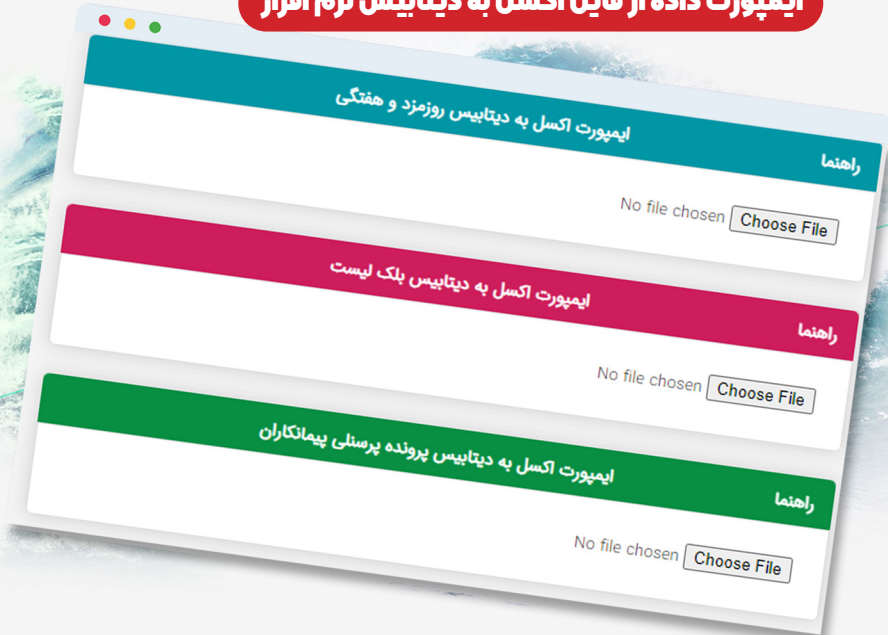 ایمپورت داده از فایل اکسل به دیتابیس نرم افزار
راهنما
ایمپورت اکسل به دیتابیس روزمزد و هفتگی
Choose File No file chosen
راهنما
ایمپورت اکسل به دیتابیس بلک لیست
Choose File No file chosen
راهنما
ایمپورت اکسل به دیتابیس پرونده پرسنلی پیمانکاران
Choose File No file chosen